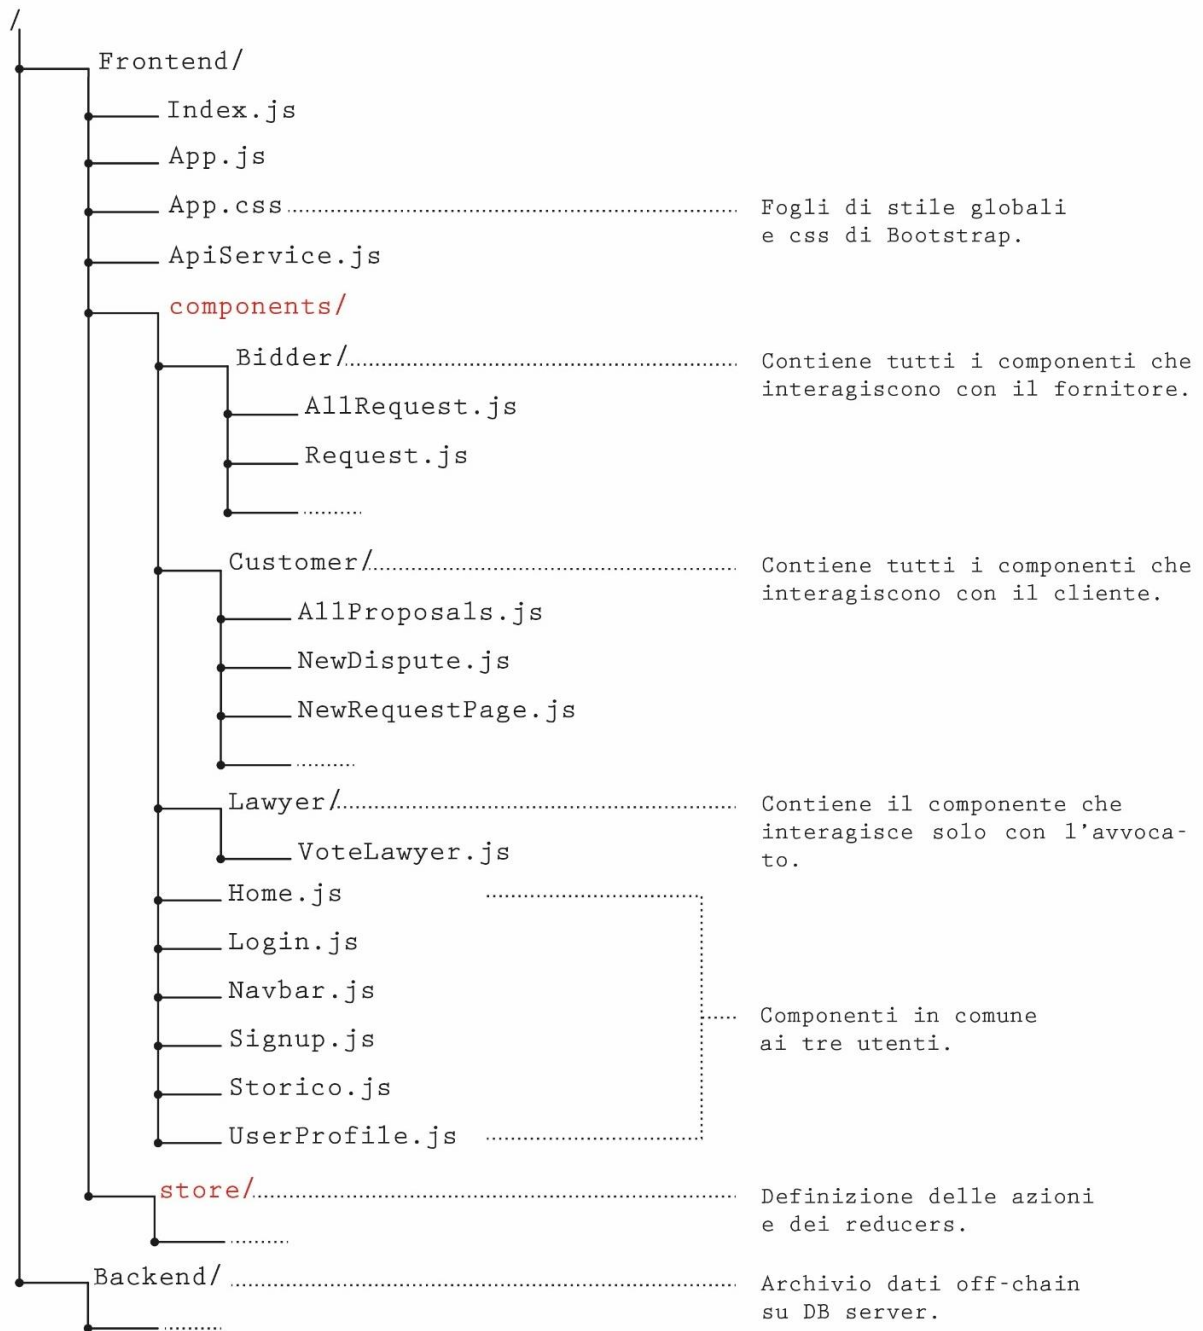 /
Frontend/
Index.js
App.js
App.css
Fogli di stile globali
e css di Bootstrap.
ApiService.js
components/
Bidder/
Contiene tutti i componenti che
interagiscono con il fornitore.
AllRequest.js
Request.js
Customer/
Contiene tutti i componenti che
interagiscono con il cliente.
AllProposals.js
NewDispute.js
NewRequestPage.js
Lawyer/
Contiene il componente che
interagisce solo con l'avvoca-
to.
VoteLawyer.js
Home.js
Login.js
Navbar.js
Componenti in comune
ai tre utenti.
Signup.js
Storico.js
UserProfile.js
store/
Definizione delle azioni
e dei reducers.
Backend/
Archivio dati off-chain
su DB server.